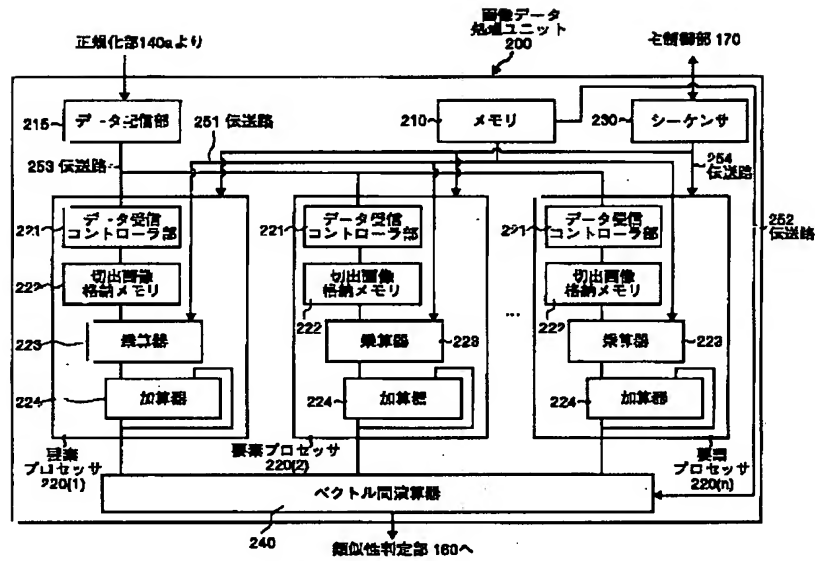 画像データ
処理ユニット
200
正規化部140aより
主制御部 170
215
データ配信部
210
メモリ
230
シーケンサ
251 伝送路
253 伝送路
254
伝送路
252
伝送路
221
データ受信
コントローラ部
221
データ受信
コントローラ部
221
データ受信
コントローラ部
222
切出画像
格納メモリ
222
切出画像
格納メモリ
222
切出画像
格納メモリ
223
乗算器
乗算器
223
...
乗算器
223
224
加算器
224
加算器
224
加算器
要素
プロセッサ
220(1)
要素プロセッサ
220(2)
要素
プロセッサ
220(n)
ベクトル間演算器
240
類似性判定部 160へ